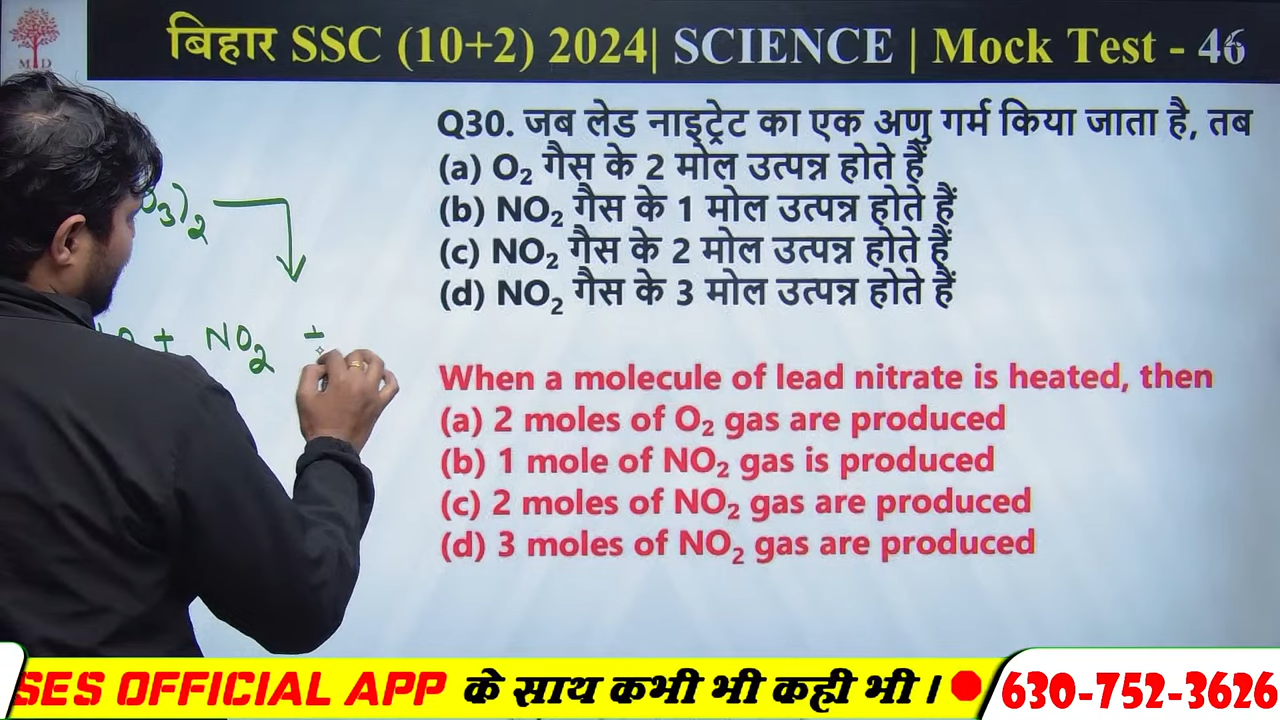 बिहार SSC (10+2) 2024| SCIENCE | Mock Test - 46
Q30. जब लेड नाइट्रेट का एक अणु गर्म किया जाता है, तब
(a) O₂ गैस के 2 मोल उत्पन्न होते हैं
(b) NO₂ गैस के 1 मोल उत्पन्न होते हैं
(c) NO₂ गैस के 2 मोल उत्पन्न होते हैं
(d) NO₂ गैस के 3 मोल उत्पन्न होते हैं
O₃)₂
+ NO₂ +
When a molecule of lead nitrate is heated, then
(a) 2 moles of O₂ gas are produced
(b) 1 mole of NO₂ gas is produced
(c) 2 moles of NO₂ gas are produced
(d) 3 moles of NO₂ gas are produced
SES OFFICIAL APP के साथ कभी भी कही भी । 630-752-3626